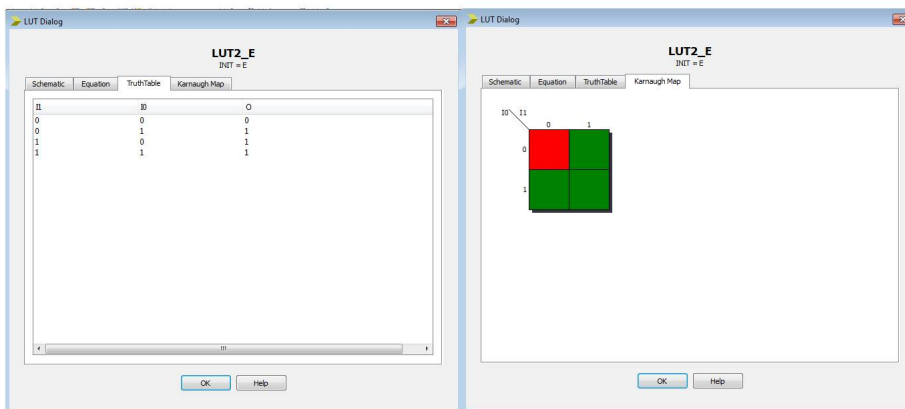 LUT Dialog
LUT2_E
INIT = E
Schematic Equation TruthTable Karnaugh Map
I1 I0 O
0 0 0
0 1 1
1 0 1
1 1 1
OK Help
LUT Dialog
LUT2_E
INIT = E
Schematic Equation TruthTable Karnaugh Map
I0 I1
0 1
0
1
OK Help